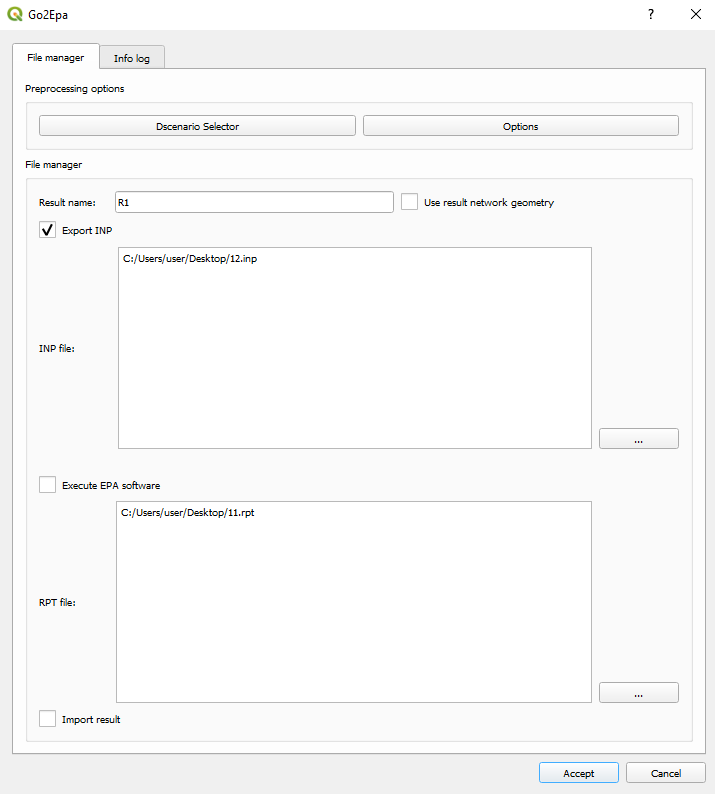 Go2Epa
File manager
Info log
Preprocessing options
Dscenario Selector
Options
File manager
Result name:
R1
Use result network geometry
Export INP
C:/Users/user/Desktop/12.inp
INP file:
...
Execute EPA software
C:/Users/user/Desktop/11.rpt
RPT file:
...
Import result
Accept
Cancel